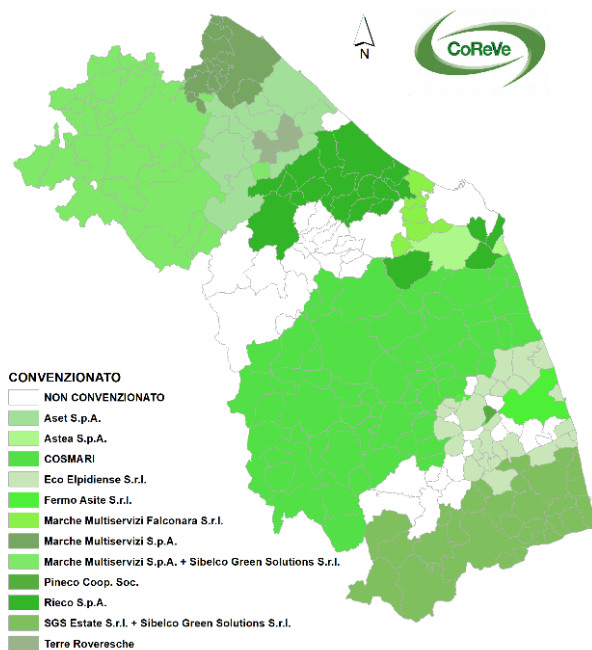 N
CoReVe
CONVENZIONATO
NON CONVENZIONATO
Aset S.p.A.
Astea S.p.A.
COSMARI
Eco Elpidiense S.r.l.
Fermo Asite S.r.l.
Marche Multiservizi Falconara S.r.l.
Marche Multiservizi S.p.A.
Marche Multiservizi S.p.A. + Sibelco Green Solutions S.r.l.
Pineco Coop. Soc.
Rieco S.p.A.
SGS Estate S.r.l. + Sibelco Green Solutions S.r.l.
Terre Roveresche